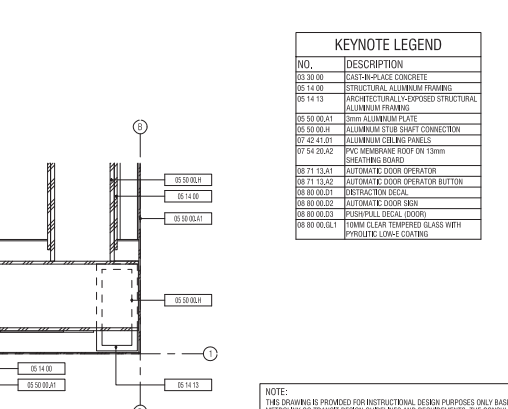 KEYNOTE LEGEND
NO. DESCRIPTION
03 30 00 CAST-IN-PLACE CONCRETE
05 14 00 STRUCTURAL ALUMINUM FRAMING
05 14 13 ARCHITECTURALLY-EXPOSED STRUCTURAL
ALUMINUM FRAMING
05 50 00.A1 3mm ALUMINUM PLATE
05 50 00.H ALUMINUM STUB SHAFT CONNECTION
07 42 41.01 ALUMINUM CEILING PANELS
07 54 20.A2 PVC MEMBRANE ROOF ON 13mm
SHEATHING BOARD
08 71 13.A1 AUTOMATIC DOOR OPERATOR
08 71 13.A2 AUTOMATIC DOOR OPERATOR BUTTON
08 80 00.D1 DISTRACTION DECAL
08 80 00.D2 AUTOMATIC DOOR SIGN
08 80 00.D3 PUSH/PULL DECAL (DOOR)
08 80 00.GL1 10MM CLEAR TEMPERED GLASS WITH
PYROLITIC LOW-E COATING
B
05 50 00.H
05 14 00
05 50 00.A1
05 50 00.H
1
05 14 00
05 50 00.A1
05 14 13
NOTE:
THIS DRAWING IS PROVIDED FOR INSTRUCTIONAL DESIGN PURPOSES ONLY